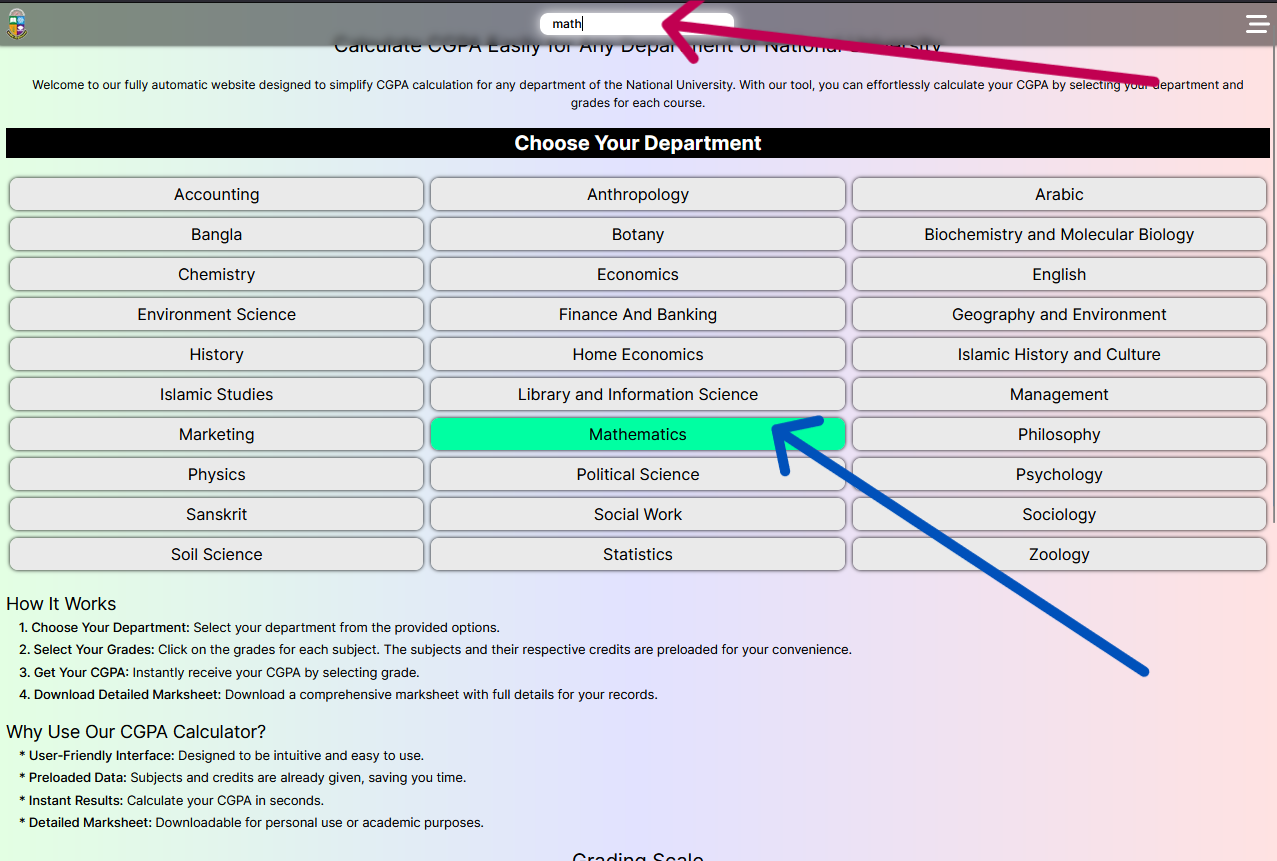 math
Calculate CGPA Easily for Any Department of National University
Welcome to our fully automatic website designed to simplify CGPA calculation for any department of the National University. With our tool, you can effortlessly calculate your CGPA by selecting your department and
grades for each course.
Choose Your Department
Accounting Anthropology Arabic
Bangla Botany Biochemistry and Molecular Biology
Chemistry Economics English
Environment Science Finance And Banking Geography and Environment
History Home Economics Islamic History and Culture
Islamic Studies Library and Information Science Management
Marketing Mathematics Philosophy
Physics Political Science Psychology
Sanskrit Social Work Sociology
Soil Science Statistics Zoology
How It Works
1. Choose Your Department: Select your department from the provided options.
2. Select Your Grades: Click on the grades for each subject. The subjects and their respective credits are preloaded for your convenience.
3. Get Your CGPA: Instantly receive your CGPA by selecting grade.
4. Download Detailed Marksheet: Download a comprehensive marksheet with full details for your records.
Why Use Our CGPA Calculator?
* User-Friendly Interface: Designed to be intuitive and easy to use.
* Preloaded Data: Subjects and credits are already given, saving you time.
* Instant Results: Calculate your CGPA in seconds.
* Detailed Marksheet: Downloadable for personal use or academic purposes.
Grading Scale